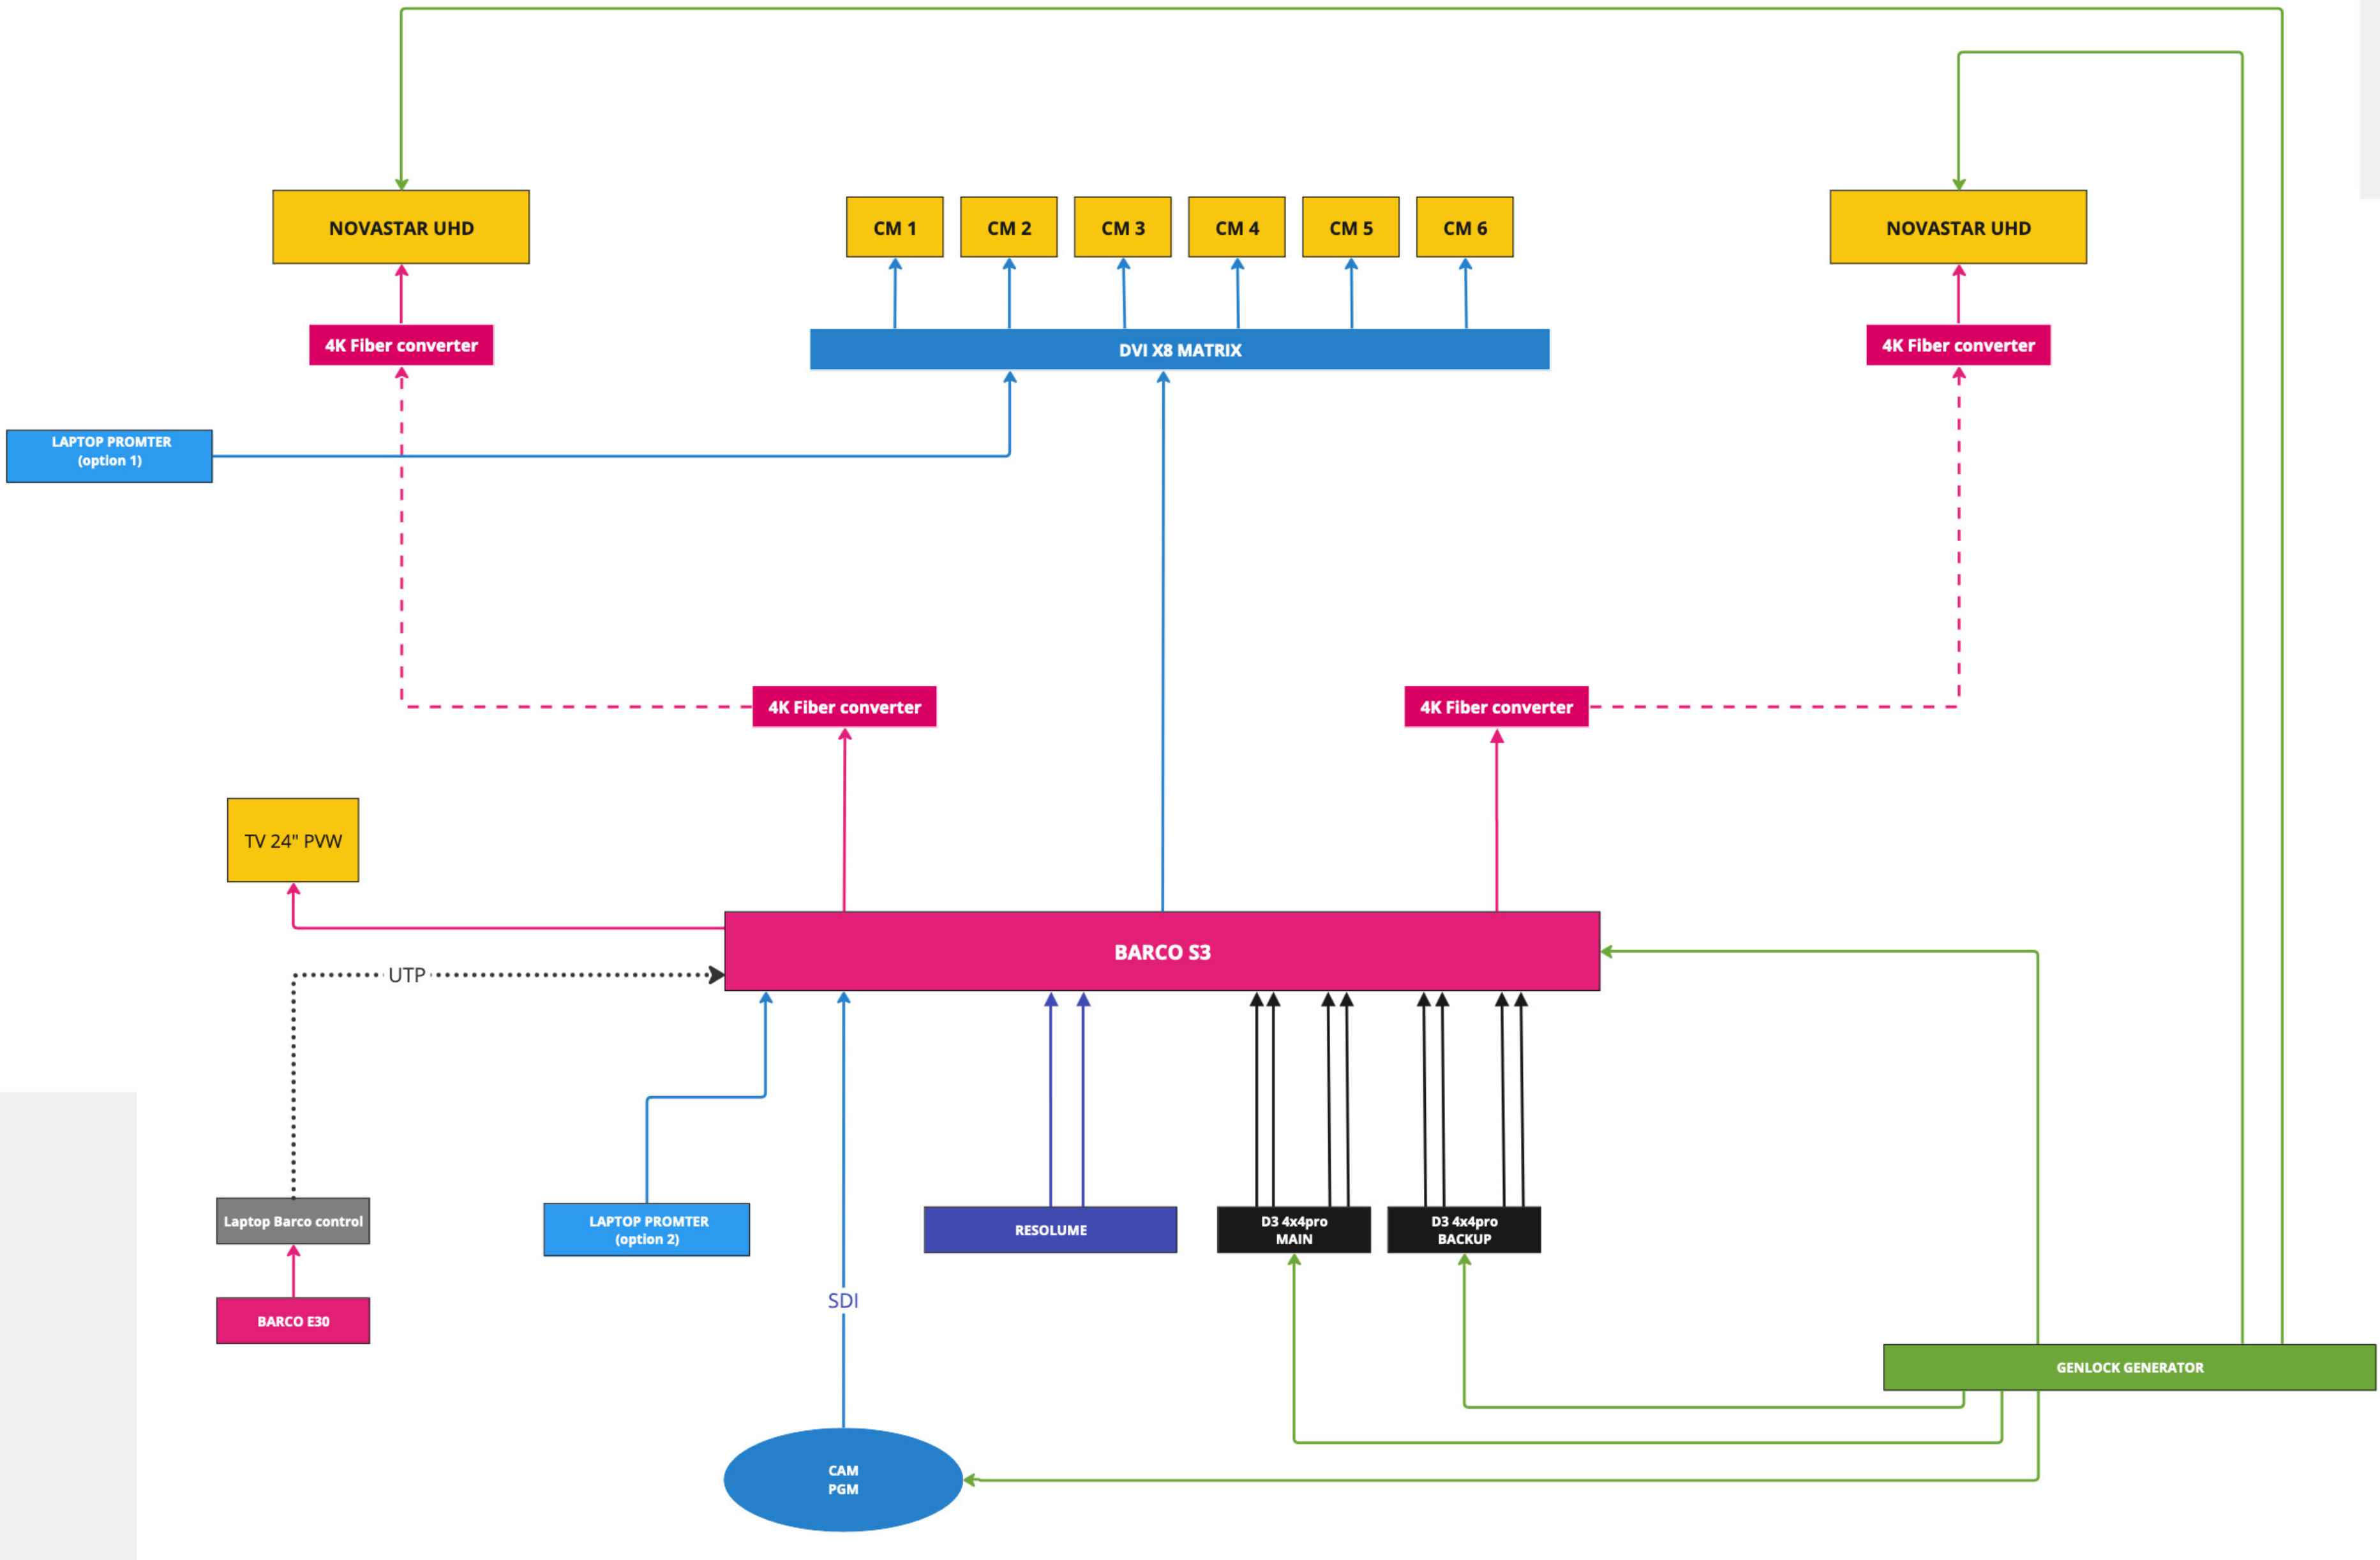 NOVASTAR UHD
CM 1
CM 2
CM 3
CM 4
CM 5
CM 6
NOVASTAR UHD
4K Fiber converter
DVI X8 MATRIX
4K Fiber converter
LAPTOP PROMTER
(option 1)
4K Fiber converter
4K Fiber converter
TV 24" PVW
BARCO S3
UTP
Laptop Barco control
LAPTOP PROMTER
(option 2)
RESOLUME
D3 4x4pro
MAIN
D3 4x4pro
BACKUP
SDI
BARCO E30
GENLOCK GENERATOR
CAM
PGM